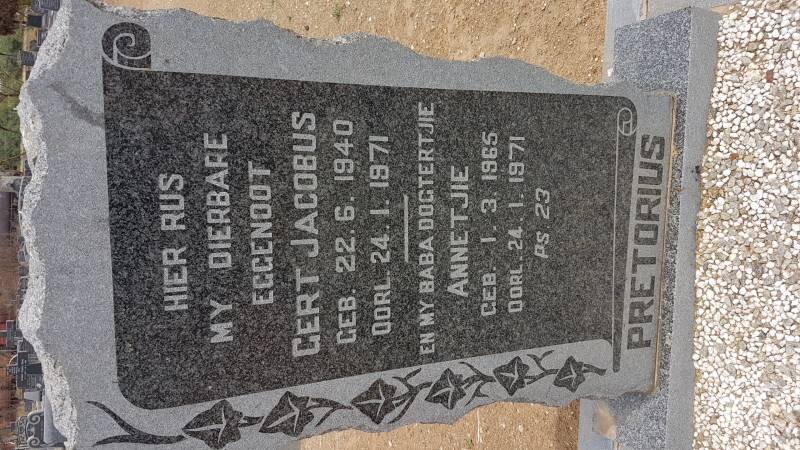 HIER RUS
MY DIERBARE
EGGENOOT
GERT JACOBUS
GEB. 22. 6. 1940
OORL. 24. 1. 1971
EN MY BABA DOGTERTJIE
ANNETJIE
GEB. 1. 3. 1965
OORL. 24. 1. 1971
PS 23
PRETORIUS